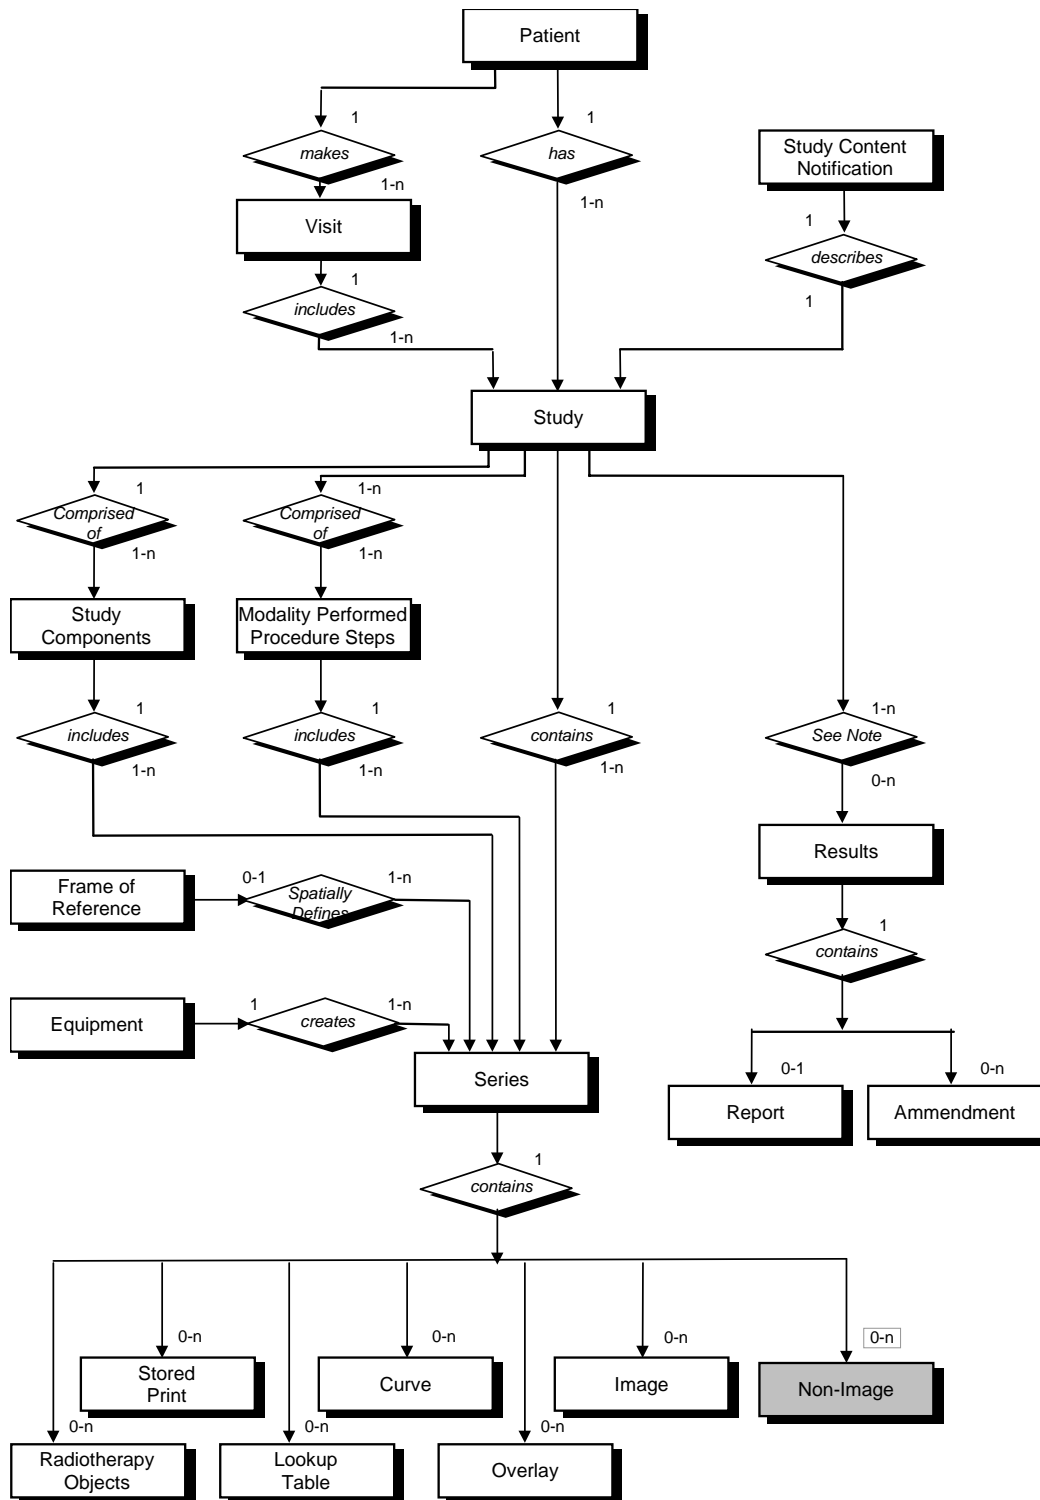 Patient
1
1
makes
has
Study Content
Notification
1-n
1-n
Visit
1
describes
1
1
includes
1-n
Study
1
1-n
Comprised
of
Comprised
of
1-n
1-n
Study
Components
Modality Performed
Procedure Steps
1
1
1
1-n
includes
includes
contains
See Note
1-n
1-n
1-n
0-n
Results
Frame of
Reference
0-1
Spatially
Defines
1-n
1
contains
Equipment
1
creates
1-n
Series
0-1
0-n
Report
Ammendment
1
contains
0-n
0-n
0-n
0-n
Stored
Print
Curve
Image
Non-Image
0-n
0-n
0-n
Radiotherapy
Objects
Lookup
Table
Overlay